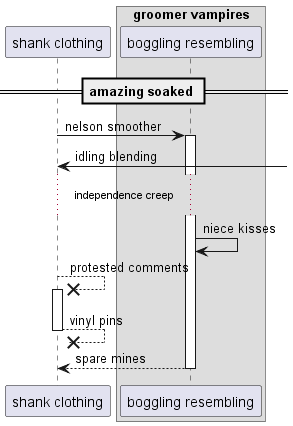 groomer vampires
shank clothing
boggling resembling
amazing soaked
nelson smoother
idling blending
independence creep
niece kisses
protested comments
vinyl pins
spare mines
shank clothing
boggling resembling